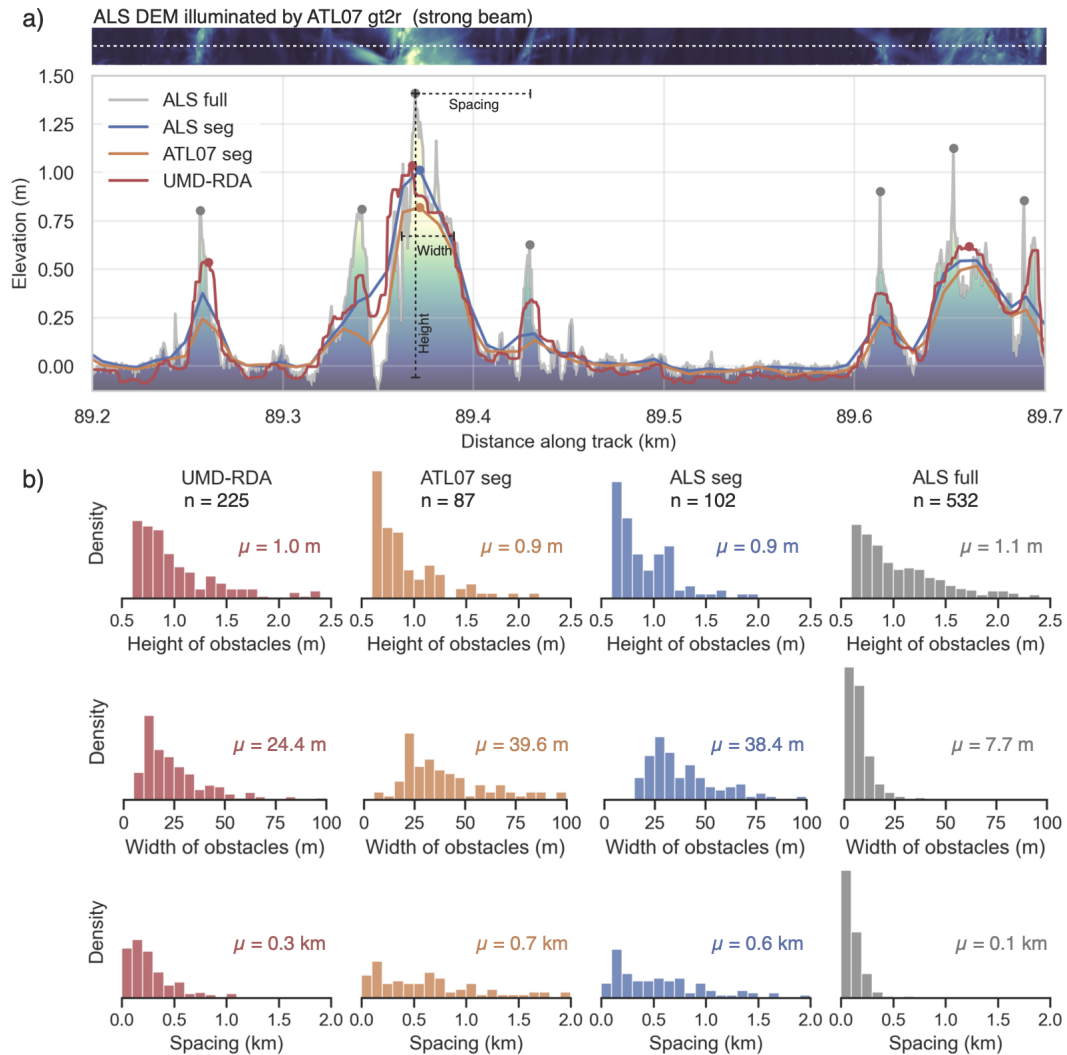 a)
ALS DEM illuminated by ATL07 gt2r (strong beam)
1.50
1.25
1.00
0.75
0.50
0.25
0.00
Elevation (m)
ALS full
ALS seg
ATL07 seg
UMD-RDA
Spacing
Width
Height
89.2 89.3 89.4 89.5 89.6 89.7
Distance along track (km)
b)
UMD-RDA ATL07 seg ALS seg ALS full
n = 225 n = 87 n = 102 n = 532
Density
μ = 1.0 m μ = 0.9 m μ = 0.9 m μ = 1.1 m
0.5 1.0 1.5 2.0 2.5 0.5 1.0 1.5 2.0 2.5 0.5 1.0 1.5 2.0 2.5 0.5 1.0 1.5 2.0 2.5
Height of obstacles (m) Height of obstacles (m) Height of obstacles (m) Height of obstacles (m)
Density
μ = 24.4 m μ = 39.6 m μ = 38.4 m μ = 7.7 m
0 25 50 75 100 0 25 50 75 100 0 25 50 75 100 0 25 50 75 100
Width of obstacles (m) Width of obstacles (m) Width of obstacles (m) Width of obstacles (m)
Density
μ = 0.3 km μ = 0.7 km μ = 0.6 km μ = 0.1 km
0.0 0.5 1.0 1.5 2.0 0.0 0.5 1.0 1.5 2.0 0.0 0.5 1.0 1.5 2.0 0.0 0.5 1.0 1.5 2.0
Spacing (km) Spacing (km) Spacing (km) Spacing (km)